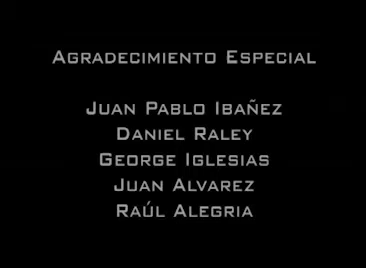 Agradecimiento Especial
Juan Pablo Ibañez
Daniel Raley
George Iglesias
Juan Alvarez
Raúl Alegria